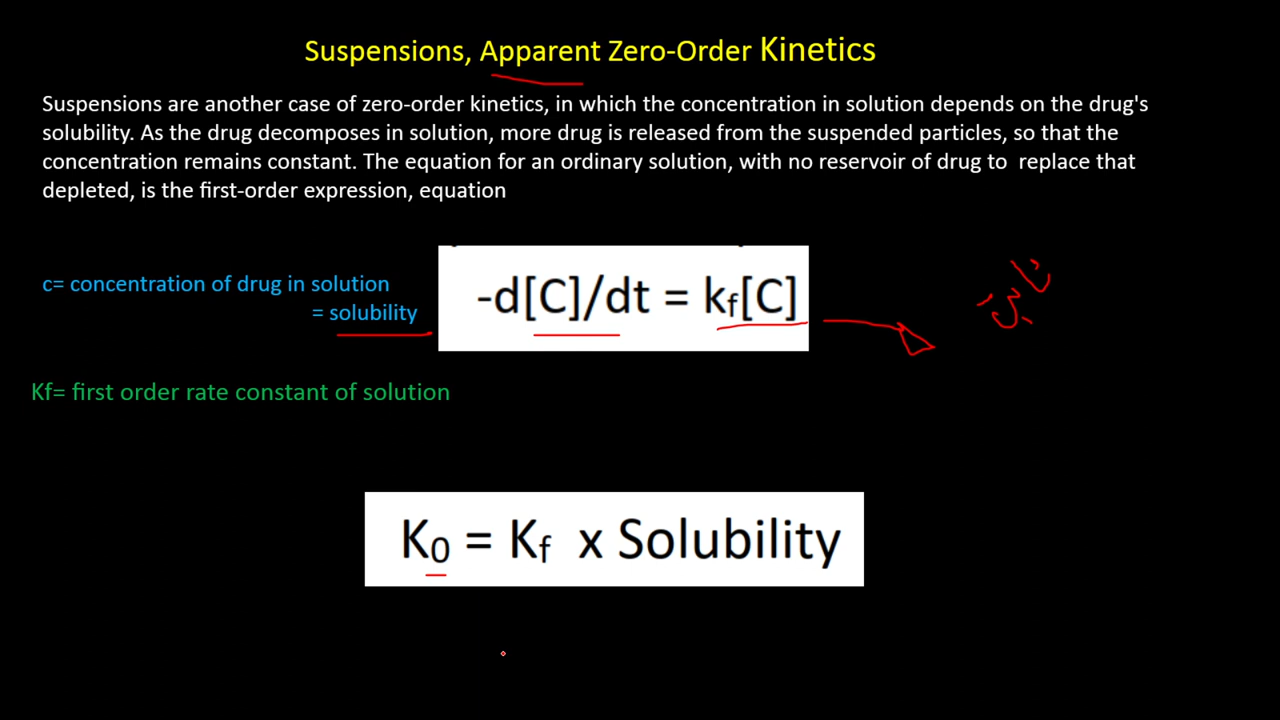 Suspensions, Apparent Zero-Order Kinetics
Suspensions are another case of zero-order kinetics, in which the concentration in solution depends on the drug's
solubility. As the drug decomposes in solution, more drug is released from the suspended particles, so that the
concentration remains constant. The equation for an ordinary solution, with no reservoir of drug to replace that
depleted, is the first-order expression, equation
c= concentration of drug in solution
= solubility
-d[C]/dt = kf[C]
Kf= first order rate constant of solution
K0 = Kf x Solubility